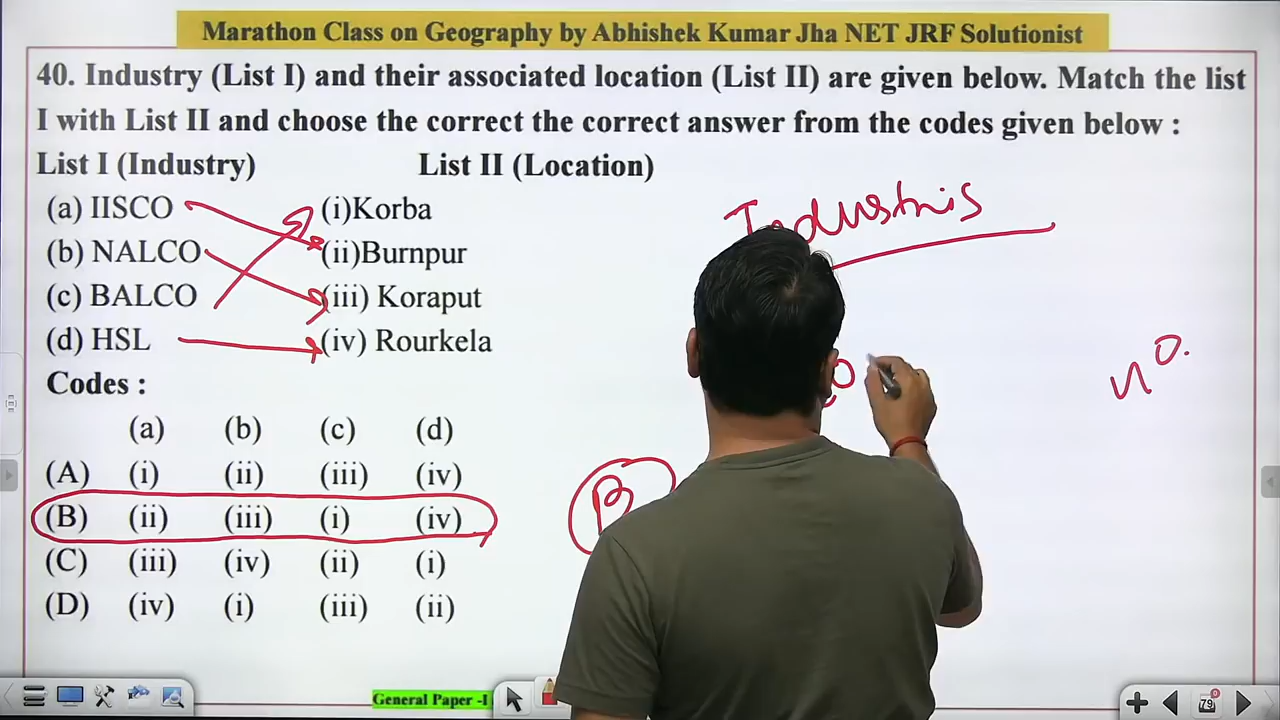 Marathon Class on Geography by Abhishek Kumar Jha NET JRF Solutionist
40. Industry (List I) and their associated location (List II) are given below. Match the list
I with List II and choose the correct the correct answer from the codes given below :
List I (Industry) List II (Location)
(a) IISCO (i)Korba
(b) NALCO (ii)Burnpur
(c) BALCO (iii) Koraput
(d) HSL (iv) Rourkela
Codes :
(a) (b) (c) (d)
(A) (i) (ii) (iii) (iv)
(B) (ii) (iii) (i) (iv)
(C) (iii) (iv) (ii) (i)
(D) (iv) (i) (iii) (ii)
Industris
B
General Paper -I
79